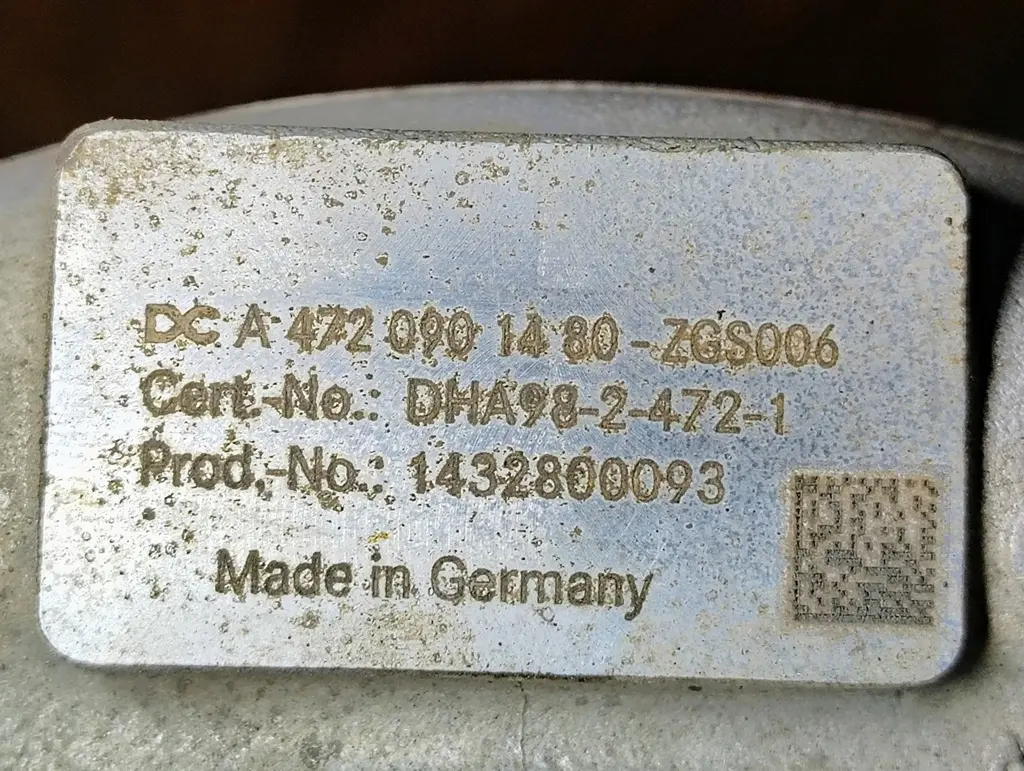 DC A 472 090 14 80-ZGS006
Cert.-No.: DHA98-2-472-1
Prod.-No.: 1432800093
Made in Germany